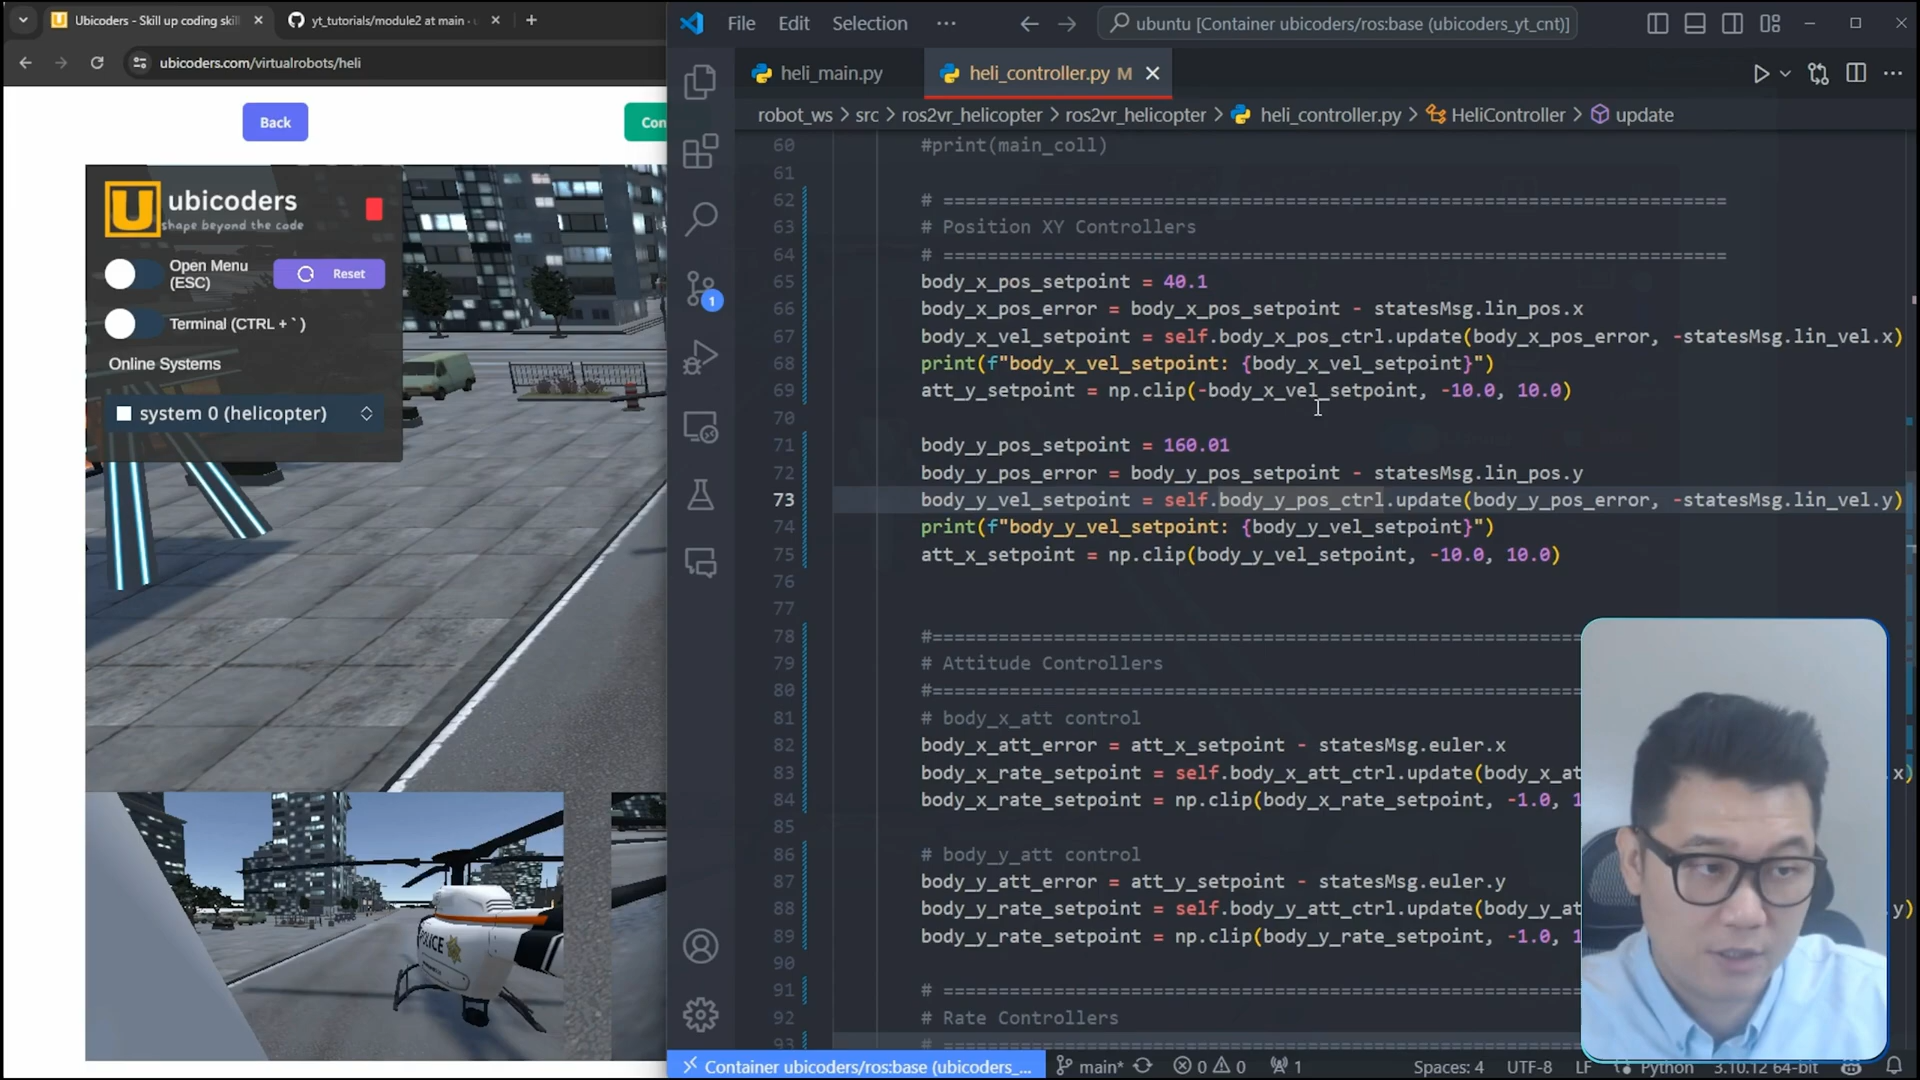 Ubicoders - Skill up coding skil
yt_tutorials/module2 at main · u
ubicoders.com/virtualrobots/heli
Back
Con
ubicoders
shape beyond the code
Open Menu
(ESC)
Reset
Terminal (CTRL + ` )
Online Systems
system 0 (helicopter)
POLICE
File Edit Selection ···
ubuntu [Container ubicoders/ros:base (ubicoders_yt_cnt)]
heli_main.py
heli_controller.py M
robot_ws > src > ros2vr_helicopter > ros2vr_helicopter > heli_controller.py > HeliController > update
60 #print(main_coll)
61
62 # =======================================================================
63 # Position XY Controllers
64 # =======================================================================
65 body_x_pos_setpoint = 40.1
66 body_x_pos_error = body_x_pos_setpoint - statesMsg.lin_pos.x
67 body_x_vel_setpoint = self.body_x_pos_ctrl.update(body_x_pos_error, -statesMsg.lin_vel.x)
68 print(f"body_x_vel_setpoint: {body_x_vel_setpoint}")
69 att_y_setpoint = np.clip(-body_x_vel_setpoint, -10.0, 10.0)
70
71 body_y_pos_setpoint = 160.01
72 body_y_pos_error = body_y_pos_setpoint - statesMsg.lin_pos.y
73 body_y_vel_setpoint = self.body_y_pos_ctrl.update(body_y_pos_error, -statesMsg.lin_vel.y)
74 print(f"body_y_vel_setpoint: {body_y_vel_setpoint}")
75 att_x_setpoint = np.clip(body_y_vel_setpoint, -10.0, 10.0)
76
77
78 #===========================================================
79 # Attitude Controllers
80 #===========================================================
81 # body_x_att control
82 body_x_att_error = att_x_setpoint - statesMsg.euler.x
83 body_x_rate_setpoint = self.body_x_att_ctrl.update(body_x_at x)
84 body_x_rate_setpoint = np.clip(body_x_rate_setpoint, -1.0, 1
85
86 # body_y_att control
87 body_y_att_error = att_y_setpoint - statesMsg.euler.y
88 body_y_rate_setpoint = self.body_y_att_ctrl.update(body_y_at y)
89 body_y_rate_setpoint = np.clip(body_y_rate_setpoint, -1.0, 1
90
91 # ==========================================================
92 # Rate Controllers
93 # ==========================================================
1
Container ubicoders/ros:base (ubicoders_... main* 0 0 1 Spaces: 4 UTF-8 LF Python 3.10.12 64-bit